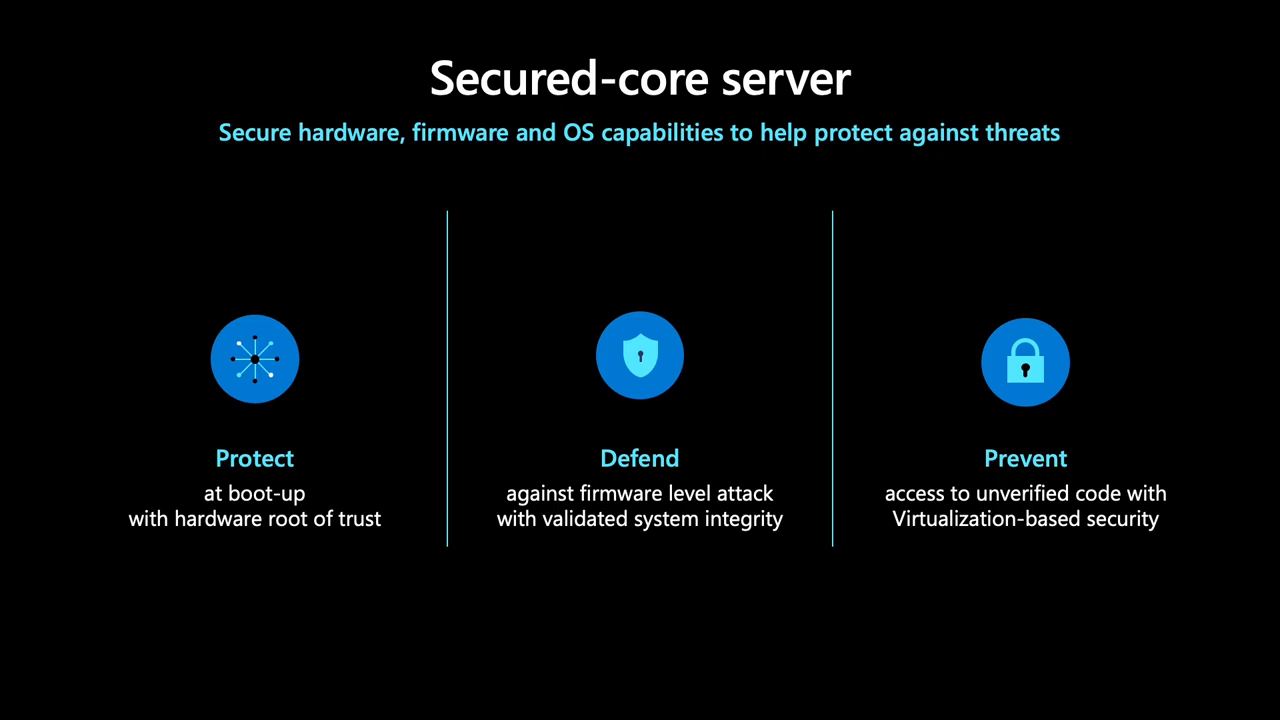 Secured-core server
Secure hardware, firmware and OS capabilities to help protect against threats
Protect
at boot-up
with hardware root of trust
Defend
against firmware level attack
with validated system integrity
Prevent
access to unverified code with
Virtualization-based security